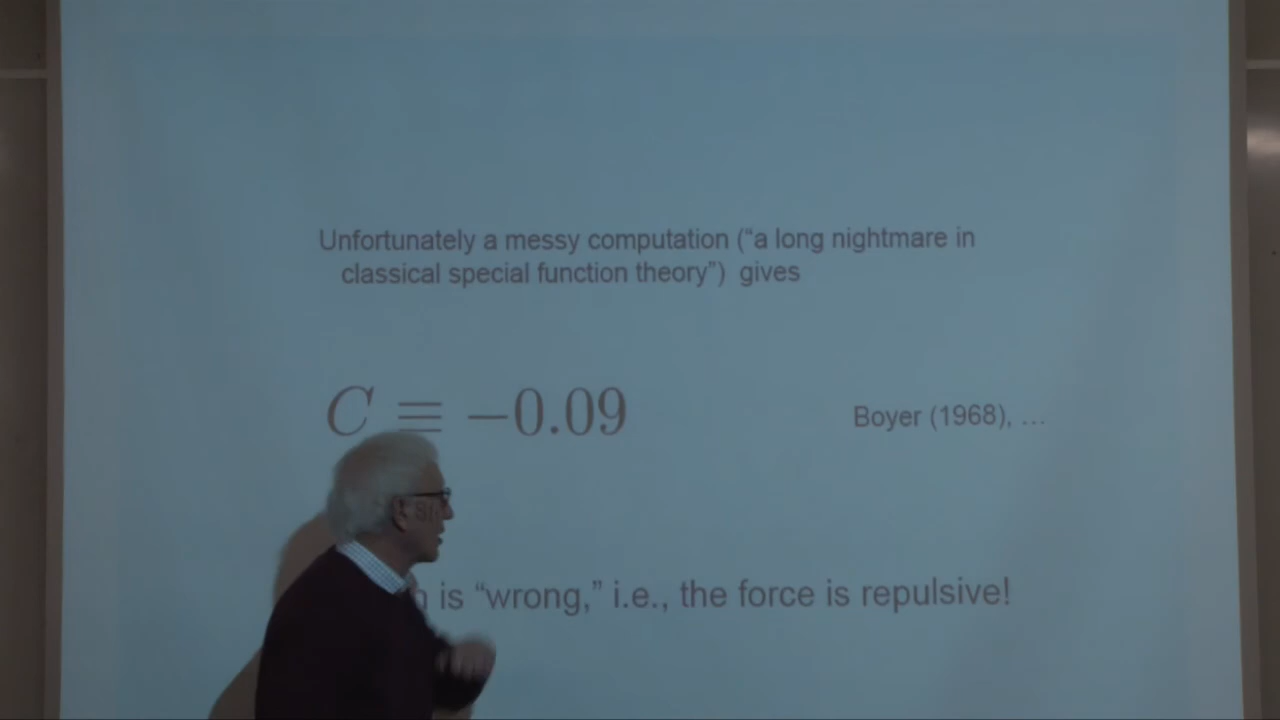 Unfortunately a messy computation (“a long nightmare in
classical special function theory”) gives
C ≡ −0.09
Boyer (1968), …
is “wrong,” i.e., the force is repulsive!